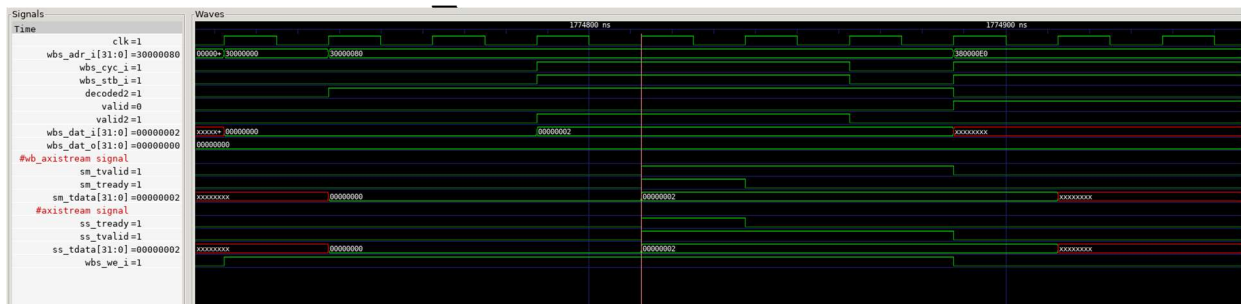 Signals
Waves
Time
1774800 ns
1774900 ns
clk=1
wbs_adr_i[31:0]=30000080
00000+
30000000
30000080
380000E0
wbs_cyc_i=1
wbs_stb_i=1
decoded2=1
valid=0
valid2=1
wbs_dat_i[31:0]=00000002
xxxxx+
00000000
00000002
xxxxxxxx
wbs_dat_o[31:0]=00000000
00000000
#wb_axistream signal
sm_tvalid=1
sm_tready=1
sm_tdata[31:0]=00000002
xxxxxxxx
00000000
00000002
xxxxxxxx
#axistream signal
ss_tready=1
ss_tvalid=1
ss_tdata[31:0]=00000002
xxxxxxxx
00000000
00000002
xxxxxxxx
wbs_we_i=1